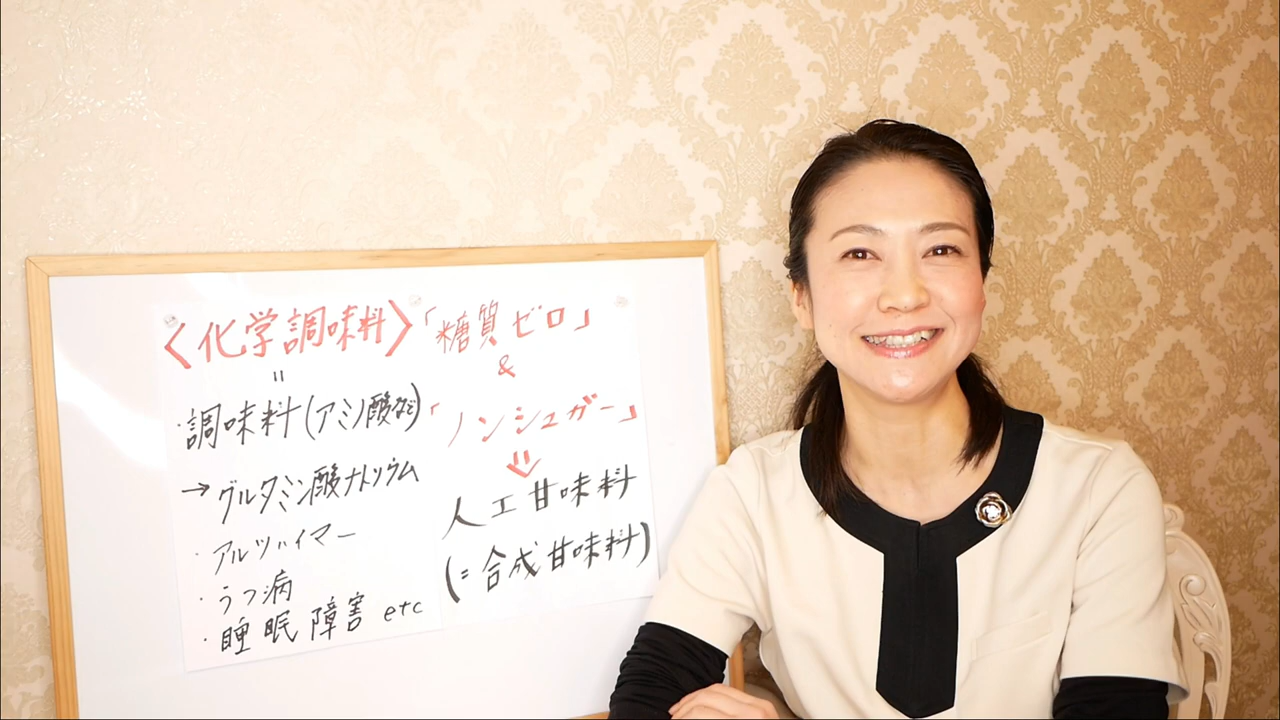 〈化学調味料〉
〃
・調味料(アミノ酸など)
→グルタミン酸ナトリウム
・アルツハイマー
・うつ病
・睡眠障害 etc
「糖質ゼロ」
&
「ノンシュガー」
⇓
人工甘味料
(=合成甘味料)